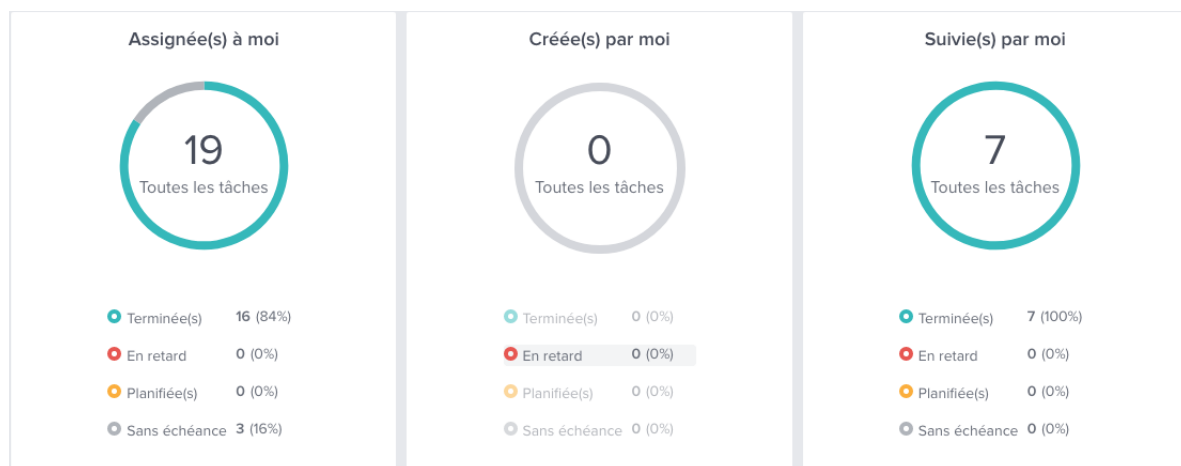 Assignée(s) à moi
19
Toutes les tâches
Terminée(s) 16 (84%)
En retard 0 (0%)
Planifiée(s) 0 (0%)
Sans échéance 3 (16%)
Créée(s) par moi
0
Toutes les tâches
Terminée(s) 0 (0%)
En retard 0 (0%)
Planifiée(s) 0 (0%)
Sans échéance 0 (0%)
Suivie(s) par moi
7
Toutes les tâches
Terminée(s) 7 (100%)
En retard 0 (0%)
Planifiée(s) 0 (0%)
Sans échéance 0 (0%)